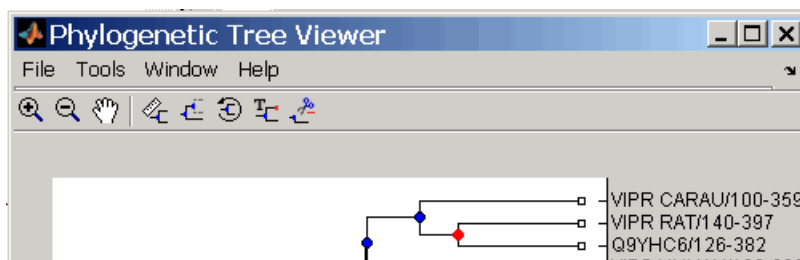 Phylogenetic Tree Viewer
File Tools Window Help
VIPR CARAU/100-359
VIPR RAT/140-397
Q9YHC6/126-382